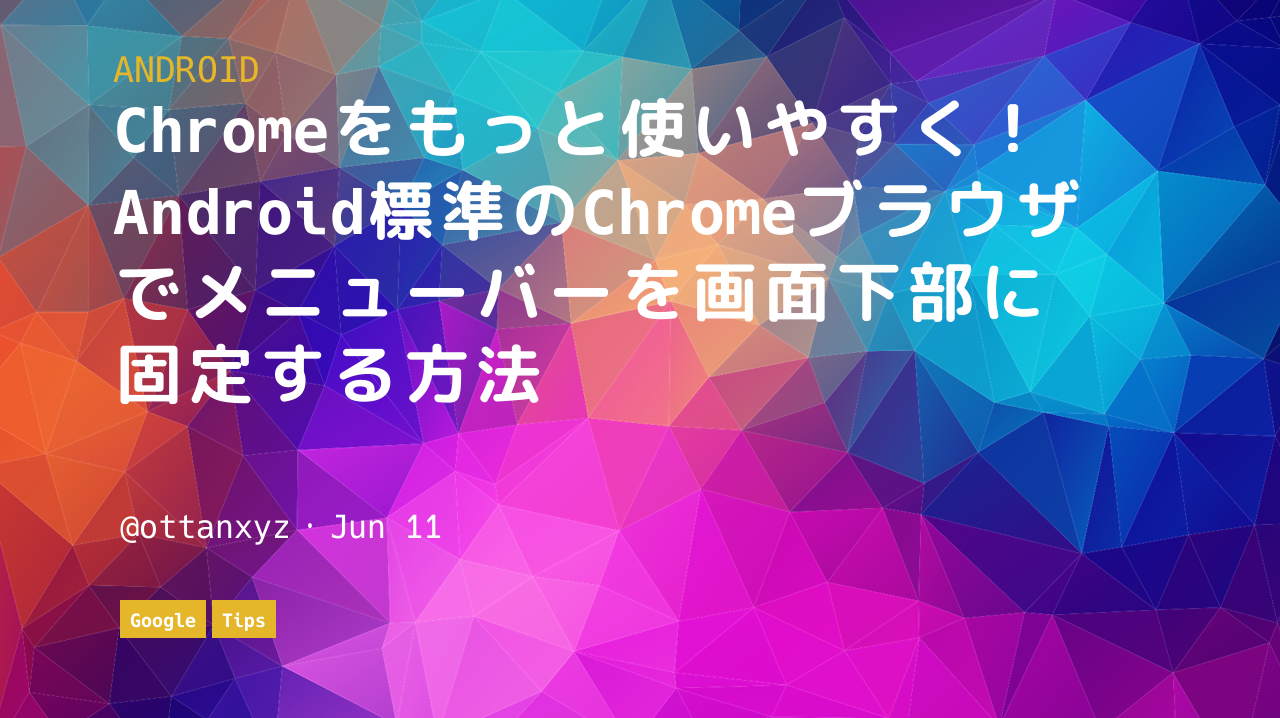 ANDROID
Chromeをもっと使いやすく！
Android標準のChromeブラウザ
でメニューバーを画面下部に
固定する方法
@ottanxyz · Jun 11
Google Tips